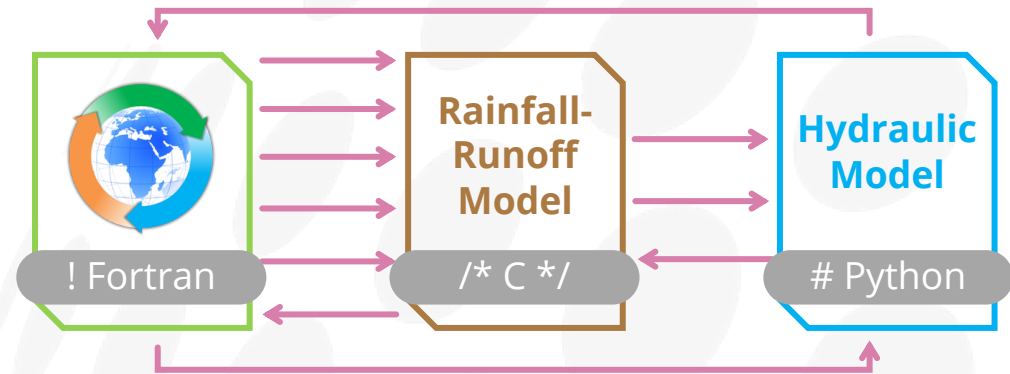 Rainfall-
Runoff
Model
Hydraulic
Model
! Fortran
/* C */
# Python